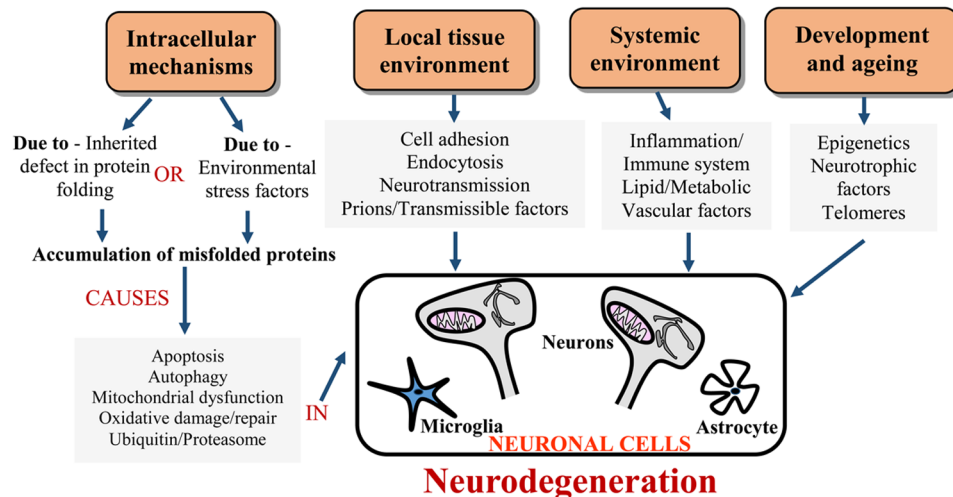 Intracellular
mechanisms
Local tissue
environment
Systemic
environment
Development
and ageing
Due to - Inherited
defect in protein
folding
OR
Due to -
Environmental
stress factors
Accumulation of misfolded proteins
CAUSES
Apoptosis
Autophagy
Mitochondrial dysfunction
Oxidative damage/repair
Ubiquitin/Proteasome
IN
Cell adhesion
Endocytosis
Neurotransmission
Prions/Transmissible factors
Inflammation/
Immune system
Lipid/Metabolic
Vascular factors
Epigenetics
Neurotrophic
factors
Telomeres
Neurons
Microglia
Astrocyte
NEURONAL CELLS
Neurodegeneration